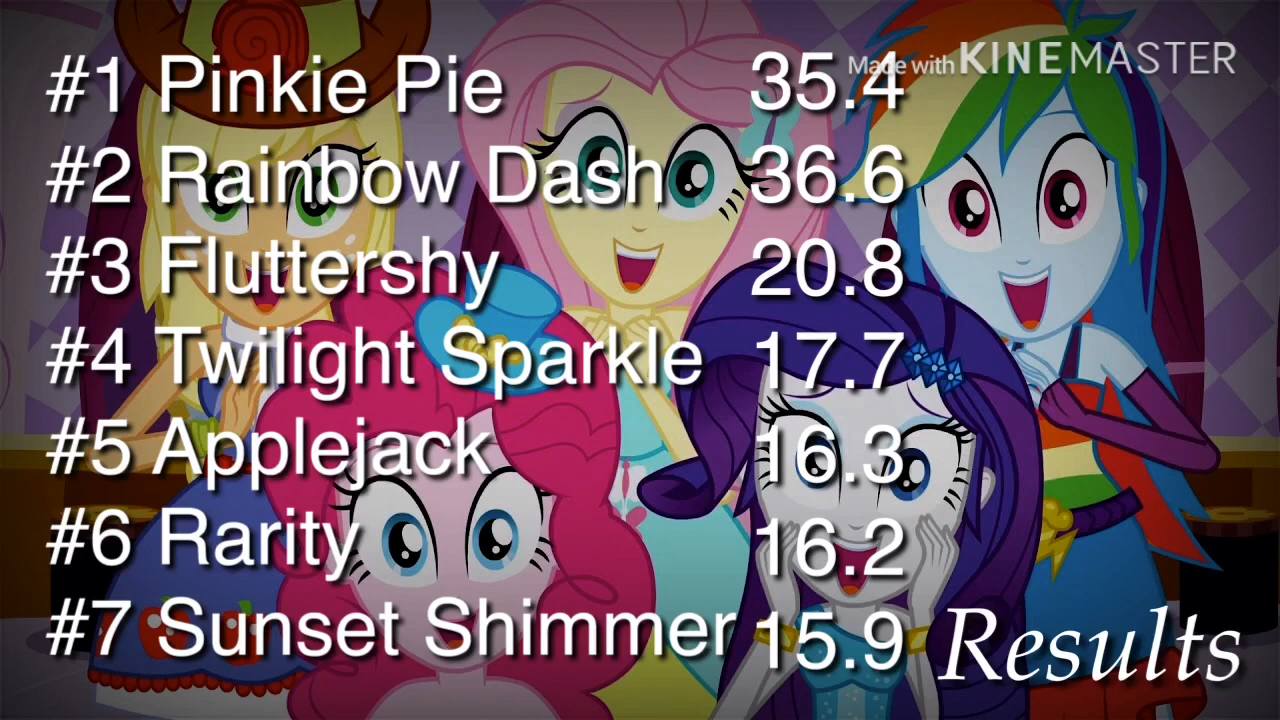 Made with KINEMASTER
#1 Pinkie Pie 35.4
#2 Rainbow Dash 36.6
#3 Fluttershy 20.8
#4 Twilight Sparkle 17.7
#5 Applejack 16.3
#6 Rarity 16.2
#7 Sunset Shimmer 15.9
Results